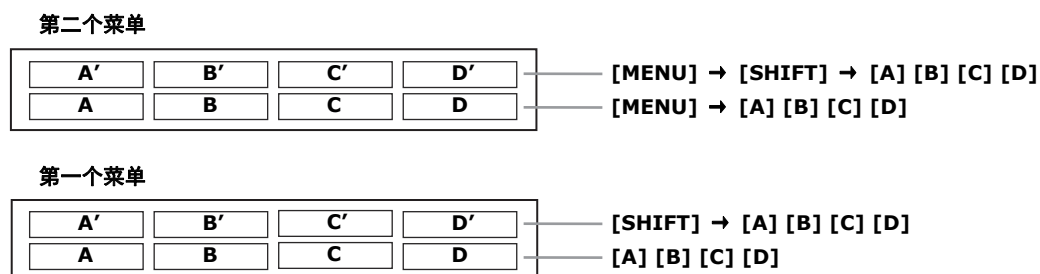 第二个菜单
A′ B′ C′ D′ [MENU] → [SHIFT] → [A] [B] [C] [D]
A B C D [MENU] → [A] [B] [C] [D]
第一个菜单
A′ B′ C′ D′ [SHIFT] → [A] [B] [C] [D]
A B C D [A] [B] [C] [D]